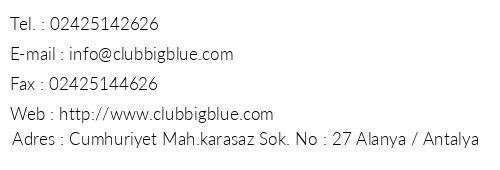 Tel. : 02425142626
E-mail : info@clubbigblue.com
Fax : 02425144626
Web : http://www.clubbigblue.com
Adres : Cumhuriyet Mah.karasaz Sok. No : 27 Alanya / Antalya